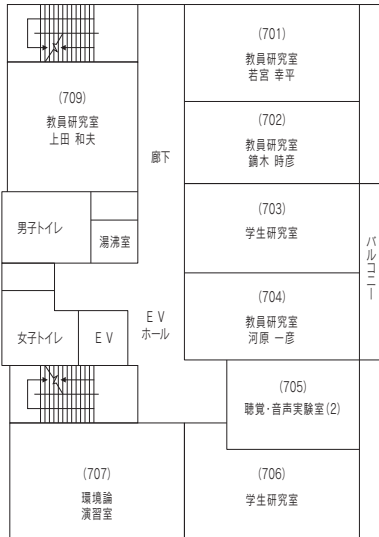 (701)
教員研究室
若宮 幸平
(709)
教員研究室
上田 和夫
(702)
教員研究室
鏑木 時彦
廊下
(703)
学生研究室
男子トイレ
湯沸室
バルコニー
(704)
教員研究室
河原 一彦
EV
ホール
女子トイレ
EV
(705)
聴覚・音声実験室(2)
(707)
環境論
演習室
(706)
学生研究室